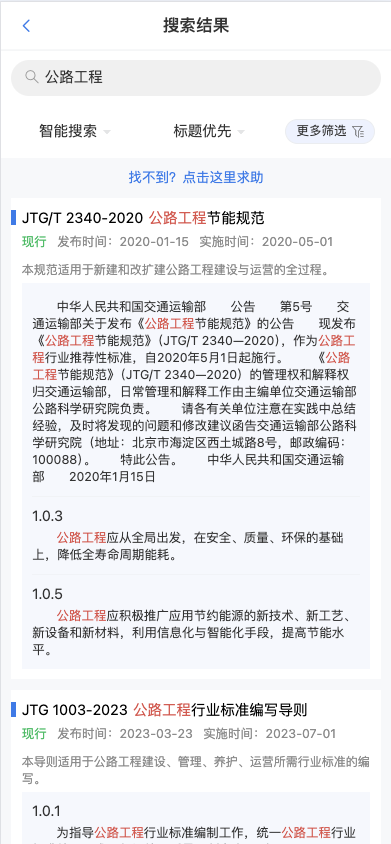 搜索结果
公路工程
智能搜索 标题优先 更多筛选
找不到？点击这里求助
JTG/T 2340-2020 公路工程节能规范
现行 发布时间：2020-01-15 实施时间：2020-05-01
本规范适用于新建和改扩建公路工程建设与运营的全过程。
中华人民共和国交通运输部 公告 第5号 交
通运输部关于发布《公路工程节能规范》的公告 现发布
《公路工程节能规范》（JTG/T 2340—2020），作为公路工
程行业推荐性标准，自2020年5月1日起施行。 《公路
工程节能规范》（JTG/T 2340—2020）的管理权和解释权
归交通运输部，日常管理和解释工作由主编单位交通运输部
公路科学研究院负责。 请各有关单位注意在实践中总结
经验，及时将发现的问题和修改建议函告交通运输部公路科
学研究院（地址：北京市海淀区西土城路8号，邮政编码：
100088）。 特此公告。 中华人民共和国交通运输
部 2020年1月15日
1.0.3
公路工程应从全局出发，在安全、质量、环保的基础
上，降低全寿命周期能耗。
1.0.5
公路工程应积极推广应用节约能源的新技术、新工艺、
新设备和新材料，利用信息化与智能化手段，提高节能水
平。
JTG 1003-2023 公路工程行业标准编写导则
现行 发布时间：2023-03-23 实施时间：2023-07-01
本导则适用于公路工程建设、管理、养护、运营所需行业标准的编
写。
1.0.1
为指导公路工程行业标准编制工作，统一公路工程行业